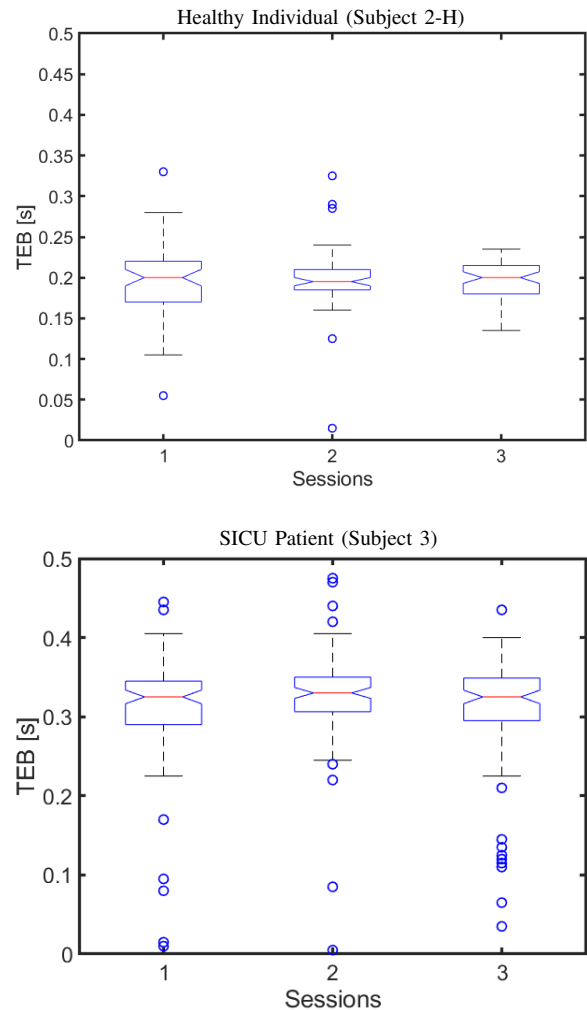 Healthy Individual (Subject 2-H)
0.5
0.45
0.4
0.35
0.3
0.25
0.2
0.15
0.1
0.05
0
TEB [s]
1 2 3
Sessions
SICU Patient (Subject 3)
0.5
0.4
0.3
0.2
0.1
0
TEB [s]
1 2 3
Sessions